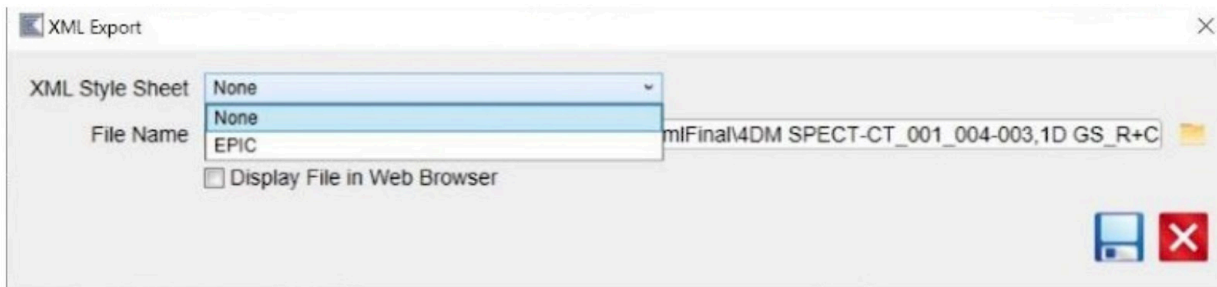 XML Export
XML Style Sheet None
None
EPIC
File Name mlFinal\4DM SPECT-CT_001_004-003,1D GS_R+C
Display File in Web Browser